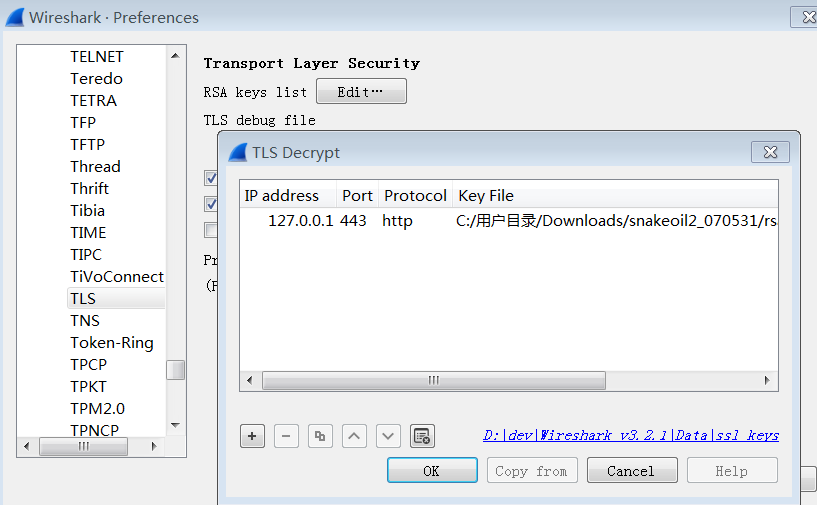 Wireshark · Preferences
TELNET
Teredo
TETRA
TFP
TFTP
Thread
Thrift
Tibia
TIME
TIPC
TiVoConnect
TLS
TNS
Token-Ring
TPCP
TPKT
TPM2.0
TPNCP
Transport Layer Security
RSA keys list Edit…
TLS debug file
TLS Decrypt
IP address Port Protocol Key File
127.0.0.1 443 http C:/用户目录/Downloads/snakeoil2_070531/rs
D:|dev|Wireshark v3.2.1|Data|ssl_keys
OK Copy from Cancel Help